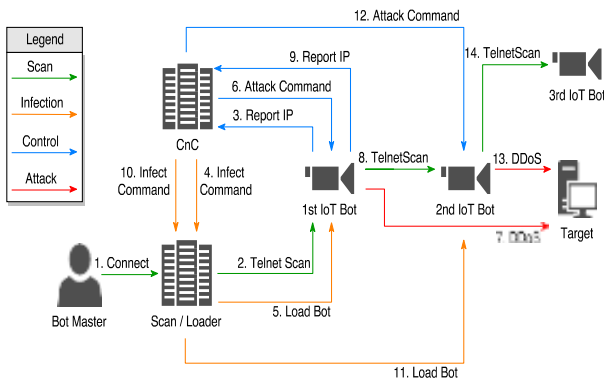 Legend
Scan
Infection
Control
Attack
12. Attack Command
9. Report IP
14. TelnetScan
6. Attack Command
3. Report IP
3rd IoT Bot
CnC
8. TelnetScan
13. DDoS
10. Infect
Command
4. Infect
Command
1st IoT Bot
2nd IoT Bot
Target
7. DDoS
1. Connect
2. Telnet Scan
5. Load Bot
Bot Master
Scan / Loader
11. Load Bot